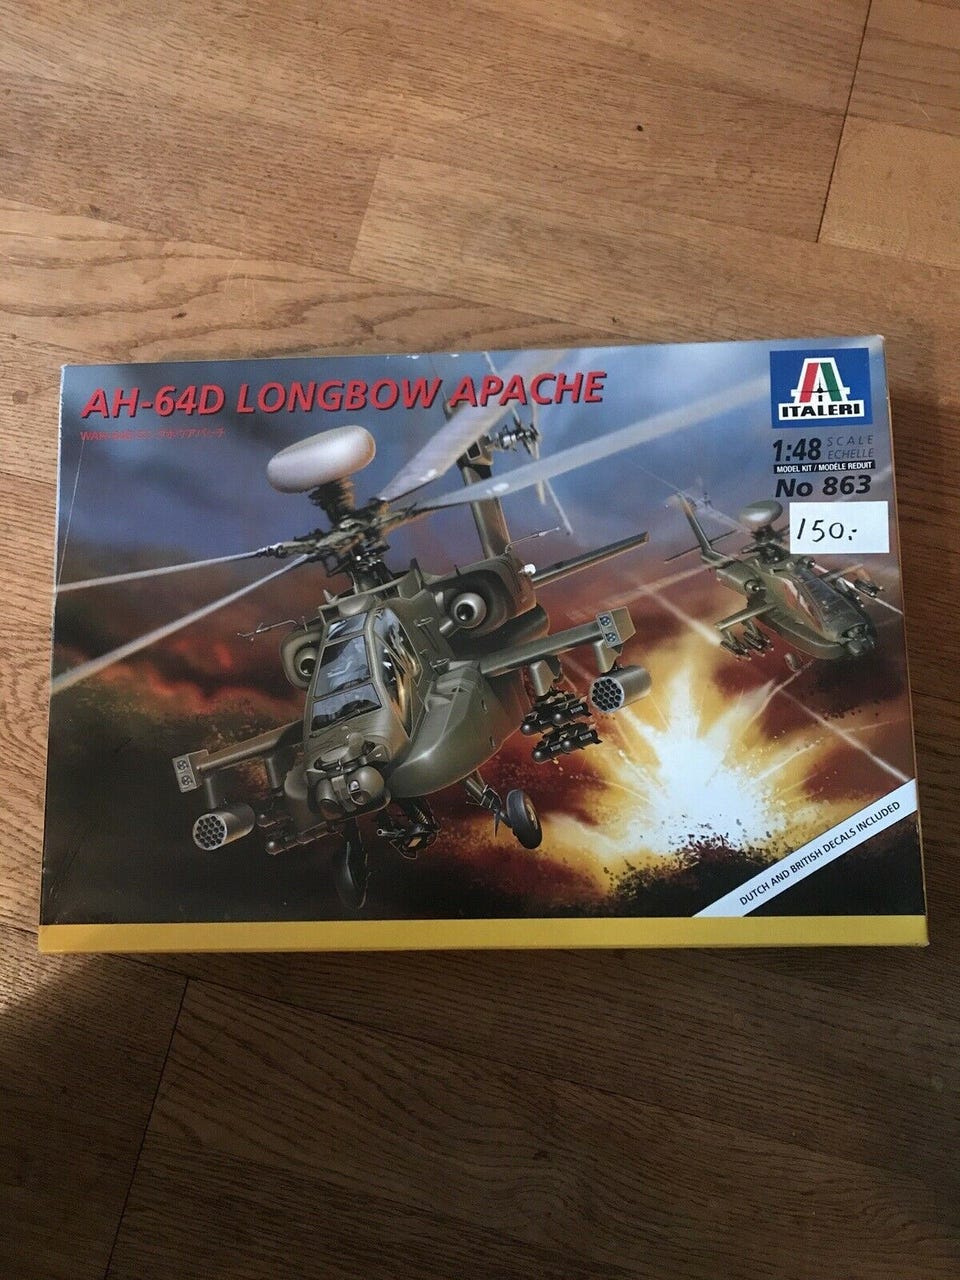 AH-64D LONGBOW APACHE
ITALERI
1:48 SCALE
ECHELLE
MODEL KIT / MODÈLE REDUIT
No 863
150.-
DUTCH AND BRITISH DECALS INCLUDED